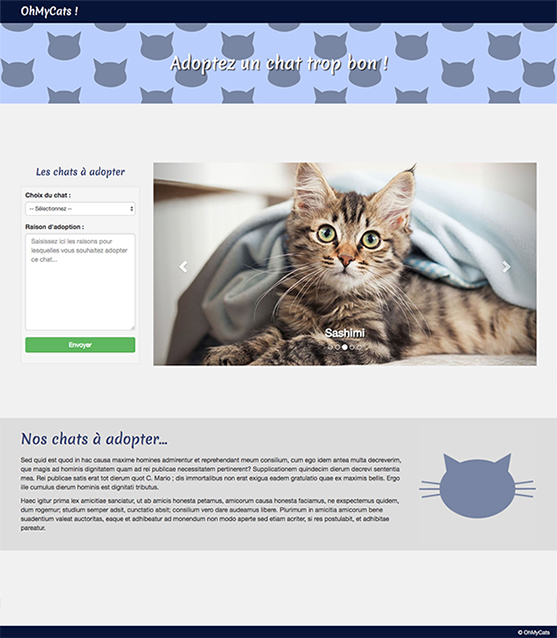 OhMyCats !
Adoptez un chat trop bon !
Les chats à adopter
Choix du chat :
-- Sélectionnez --
Raison d'adoption :
Saisissez ici les raisons pour
lesquelles vous souhaitez adopter
ce chat...
Envoyer
Sashimi
Nos chats à adopter...
Sed quid est quod in hac causa maxime homines admirentur et reprehendant meum consilium, cum ego idem antea multa decreverim,
que magis ad hominis dignitatem quam ad rei publicae necessitatem pertinerent? Supplicationem quindecim dierum decrevi sententia
mea. Rei publicae satis erat tot dierum quot C. Mario ; dis immortalibus non erat exigua eadem gratulatio quae ex maximis bellis. Ergo
ille cumulus dierum hominis est dignitati tributus.
Haec igitur prima lex amicitiae sanciatur, ut ab amicis honesta petamus, amicorum causa honesta faciamus, ne exspectemus quidem,
dum rogemur; studium semper adsit, cunctatio absit; consilium vero dare audeamus libere. Plurimum in amicitia amicorum bene
suadentium valeat auctoritas, eaque et adhibeatur ad monendum non modo aperte sed etiam acriter, si res postulabit, et adhibitae
pareatur.
© OhMyCats